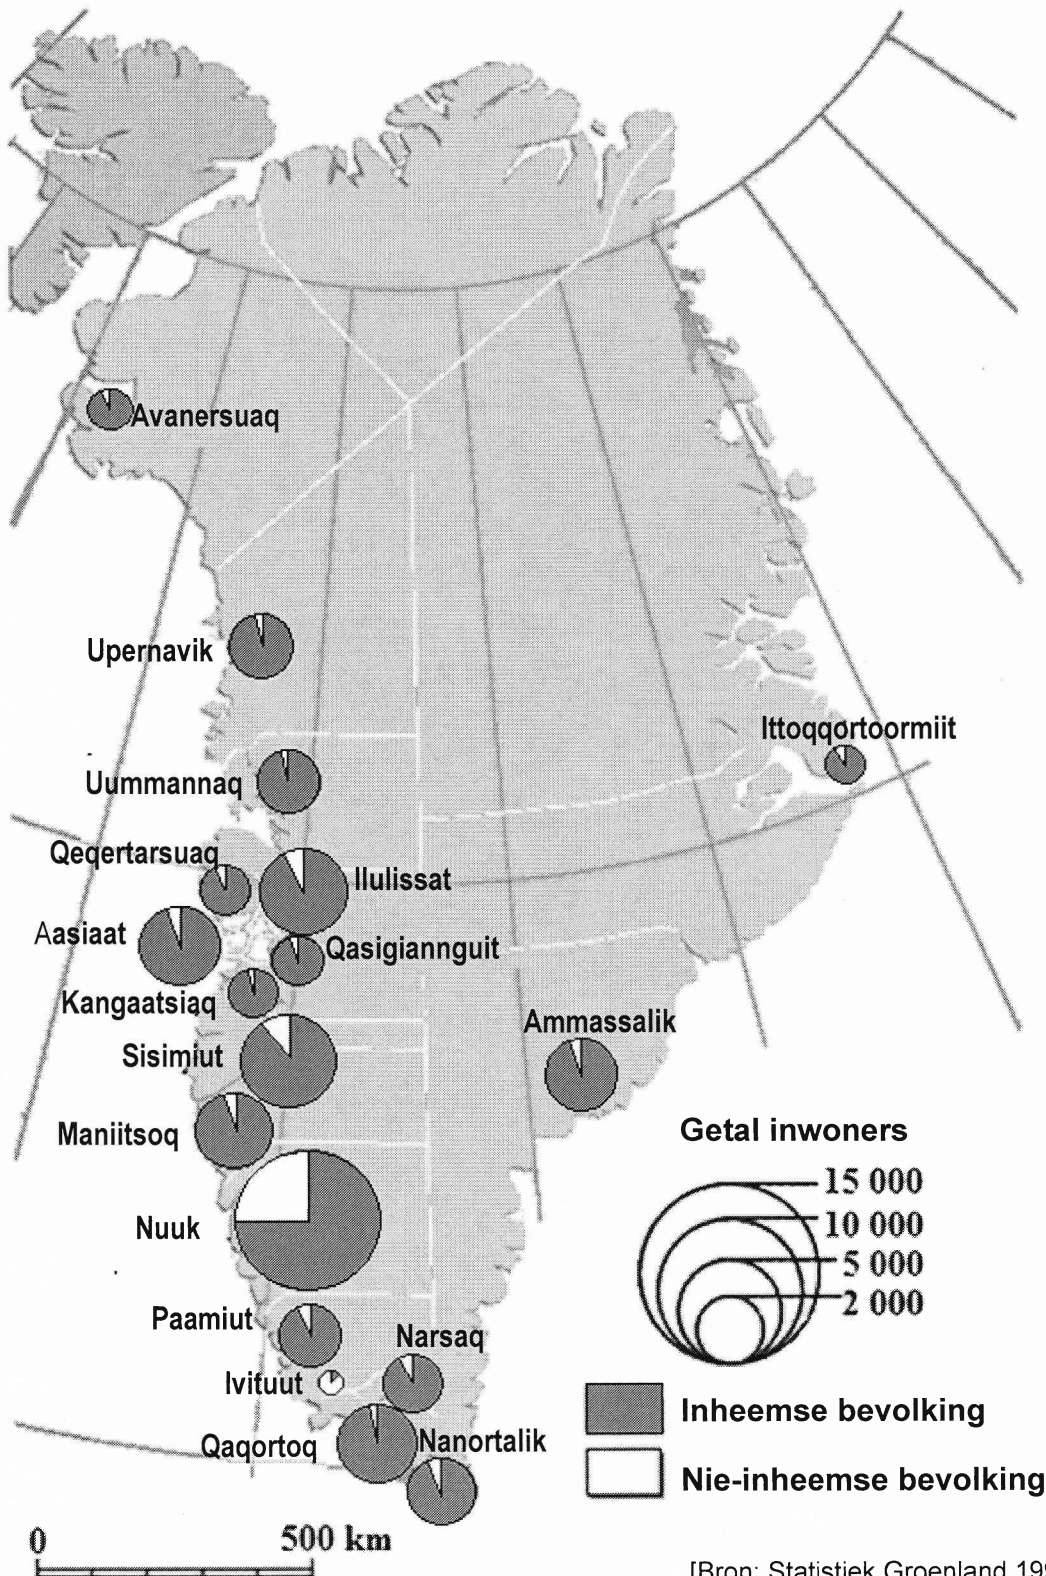 Avanersuaq
Upernavik
Ittoqqortoormiit
Uummannaq
Qeqertarsuaq
Ilulissat
Aasiaat
Qasigiannguit
Kangaatsiaq
Ammassalik
Sisimiut
Maniitsoq
Getal inwoners
15 000
10 000
5 000
2 000
Nuuk
Paamiut
Narsaq
Ivituut
Qaqortoq
Nanortalik
Inheemse bevolking
Nie-inheemse bevolking
0 500 km
[Bron: Statistiek Groenland